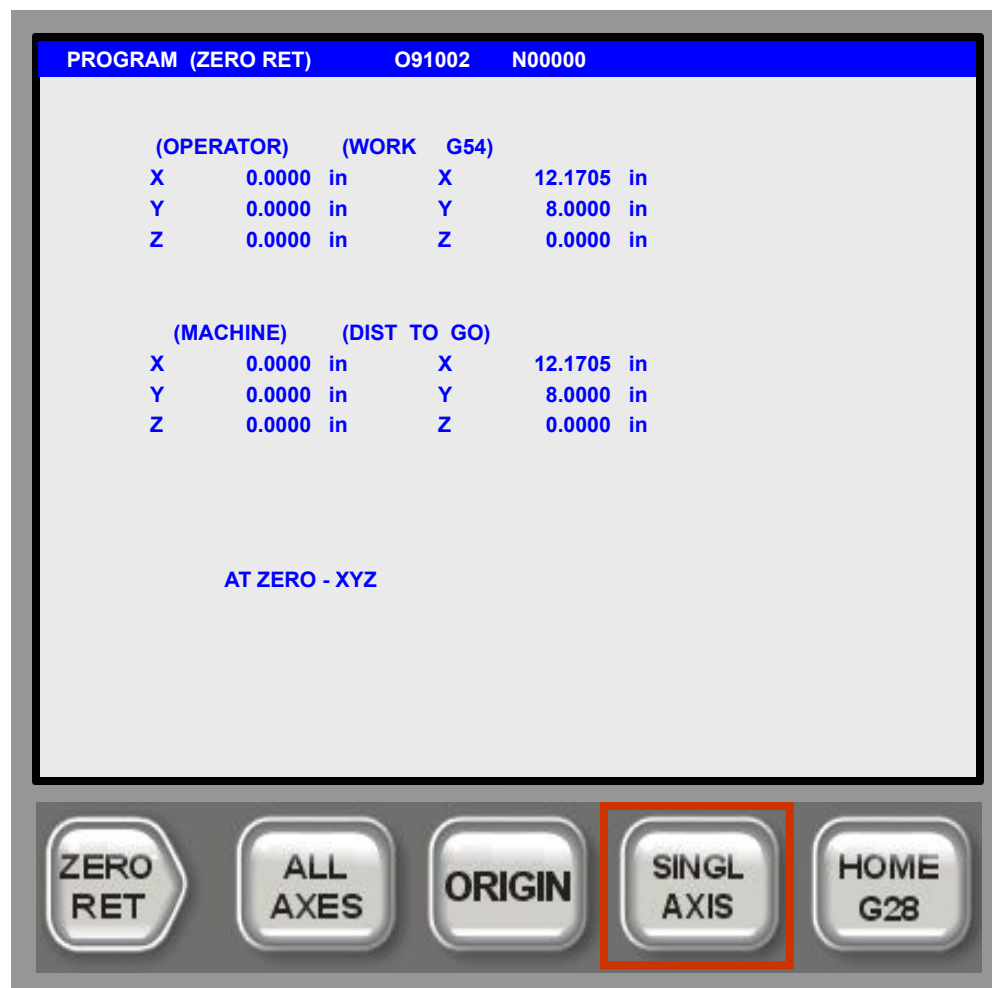 PROGRAM (ZERO RET) O91002 N00000
(OPERATOR) (WORK G54)
X 0.0000 in X 12.1705 in
Y 0.0000 in Y 8.0000 in
Z 0.0000 in Z 0.0000 in
(MACHINE) (DIST TO GO)
X 0.0000 in X 12.1705 in
Y 0.0000 in Y 8.0000 in
Z 0.0000 in Z 0.0000 in
AT ZERO - XYZ
ZERO
RET
ALL
AXES
ORIGIN
SINGL
AXIS
HOME
G28